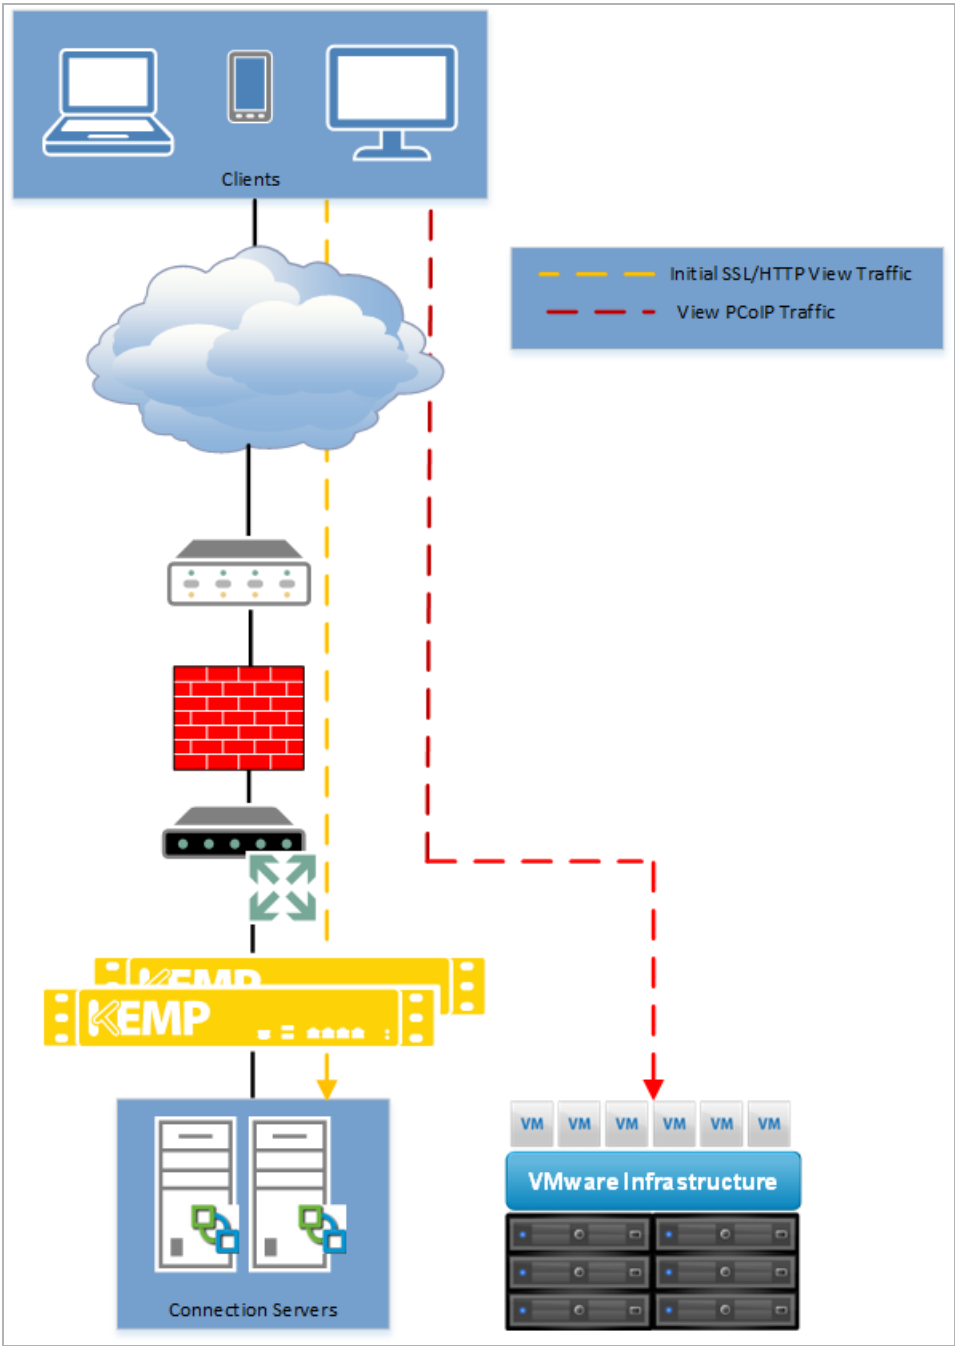 Clients
Initial SSL/HTTP View Traffic
View PCoIP Traffic
KEMP
KEMP
VM VM VM VM VM VM
VMware Infrastructure
Connection Servers